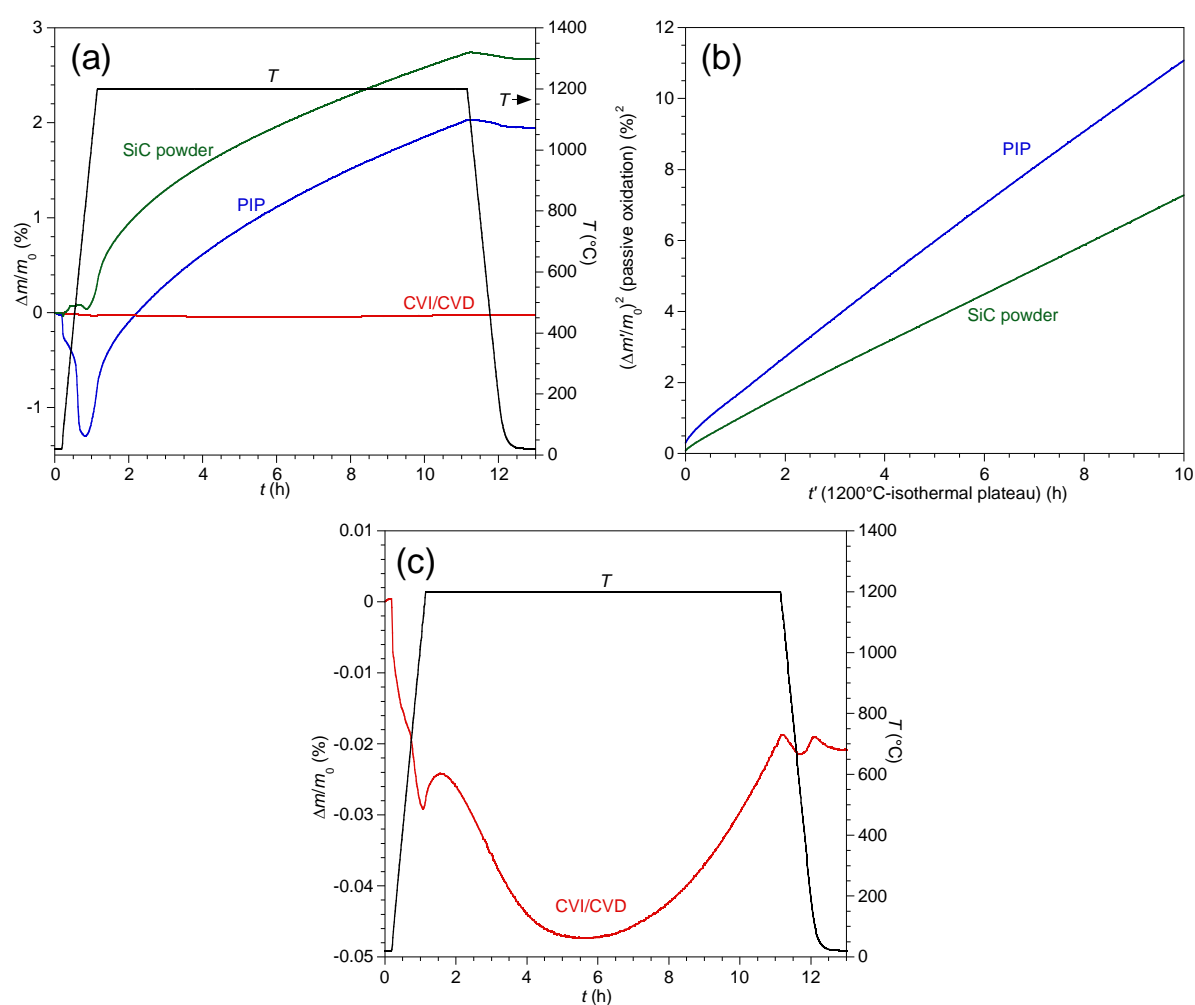 (a)
3
2
1
0
-1
Δm/m0 (%)
T
T
SiC powder
PIP
CVI/CVD
1400
1200
1000
800
600
400
200
0
T (°C)
0 2 4 6 8 10 12
t (h)
(b)
12
10
8
6
4
2
0
(Δm'/m0)2 (passive oxidation) (%)2
PIP
SiC powder
0 2 4 6 8 10
t' (1200°C-isothermal plateau) (h)
(c)
0.01
0
-0.01
-0.02
-0.03
-0.04
-0.05
Δm/m0 (%)
T
CVI/CVD
1400
1200
1000
800
600
400
200
0
T (°C)
0 2 4 6 8 10 12
t (h)